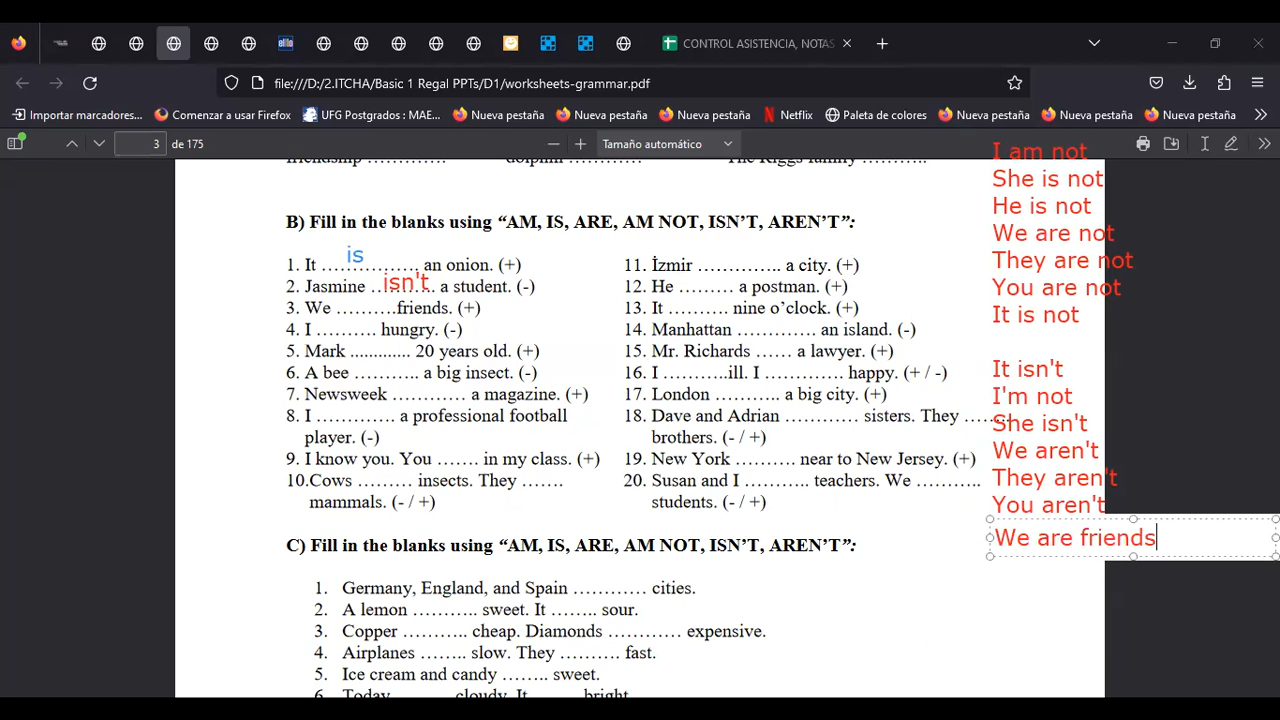 CONTROL ASISTENCIA, NOTAS
file:///D:/2.ITCHA/Basic 1 Regal PPTs/D1/worksheets-grammar.pdf
Importar marcadores... Comenzar a usar Firefox UFG Postgrados : MAE... Nueva pestaña Nueva pestaña Nueva pestaña Netflix Paleta de colores Nueva pestaña Nueva pestaña Nueva pestaña
3 de 175 Tamaño automático
friendship ………….. dolphin ………… The Riggs family ……….
B) Fill in the blanks using “AM, IS, ARE, AM NOT, ISN’T, AREN’T”:
is
1. It ……………. an onion. (+)
isn't
2. Jasmine ………. a student. (-)
3. We ……….friends. (+)
4. I ………. hungry. (-)
5. Mark ............ 20 years old. (+)
6. A bee ……….. a big insect. (-)
7. Newsweek ………… a magazine. (+)
8. I ………… a professional football
player. (-)
9. I know you. You ……. in my class. (+)
10.Cows ……… insects. They …….
mammals. (- / +)
11. İzmir ………….. a city. (+)
12. He ……… a postman. (+)
13. It ………. nine o’clock. (+)
14. Manhattan …………. an island. (-)
15. Mr. Richards …… a lawyer. (+)
16. I ……….ill. I …………. happy. (+ / -)
17. London ……….. a big city. (+)
18. Dave and Adrian ………… sisters. They ………
brothers. (- / +)
19. New York ………. near to New Jersey. (+)
20. Susan and I ……….. teachers. We ……….
students. (- / +)
C) Fill in the blanks using “AM, IS, ARE, AM NOT, ISN’T, AREN’T”:
1. Germany, England, and Spain ………… cities.
2. A lemon ……….. sweet. It …….. sour.
3. Copper ……….. cheap. Diamonds ………… expensive.
4. Airplanes …….. slow. They ………. fast.
5. Ice cream and candy …….. sweet.
6. Today cloudy. It bright.
I am not
She is not
He is not
We are not
They are not
You are not
It is not
It isn't
I'm not
She isn't
We aren't
They aren't
You aren't
We are friends